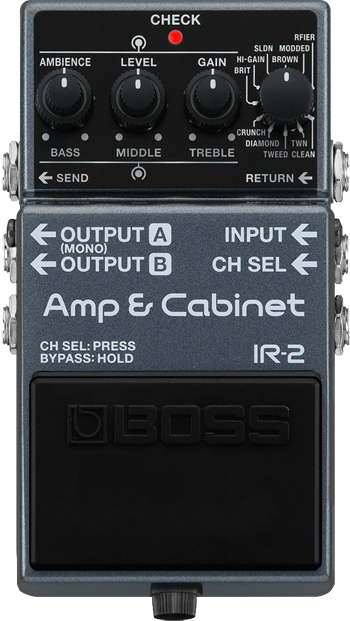 CHECK
RFIER
SLDN MODDED
AMBIENCE LEVEL GAIN HI-GAIN BROWN
BRIT
CRUNCH
DIAMOND TWN
BASS MIDDLE TREBLE TWEED CLEAN
SEND RETURN
OUTPUT A INPUT
(MONO)
OUTPUT B CH SEL
Amp & Cabinet
CH SEL: PRESS
BYPASS: HOLD IR-2
BOSS